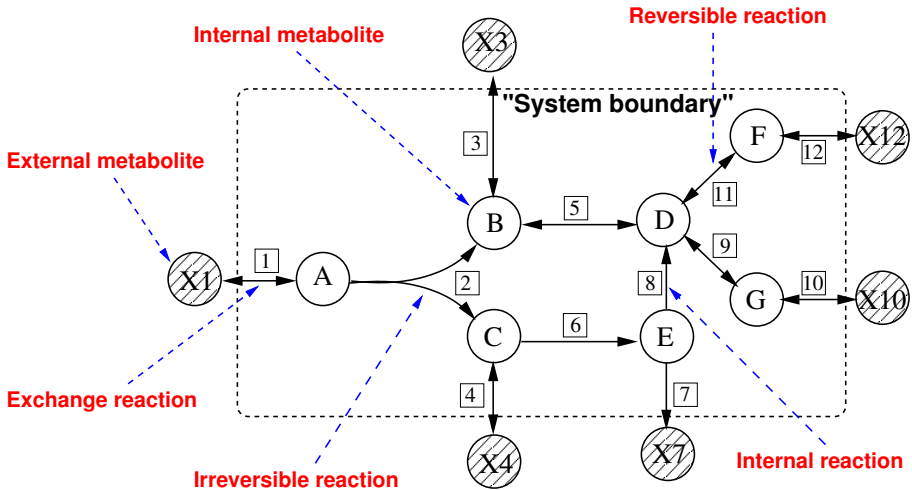 Reversible reaction
Internal metabolite
X3
"System boundary"
F
12
X12
3
External metabolite
11
5
B
D
9
1
X1
A
2
8
G
10
X10
6
C
E
4
7
Exchange reaction
X4
X7
Internal reaction
Irreversible reaction